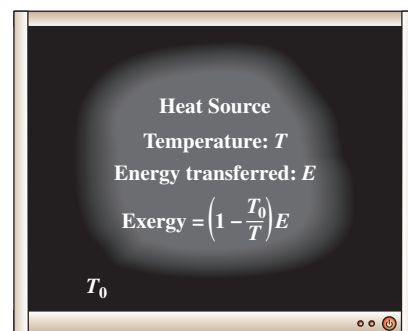 Heat Source
Temperature: T
Energy transferred: E
Exergy = (1 − T₀/T)E
T₀